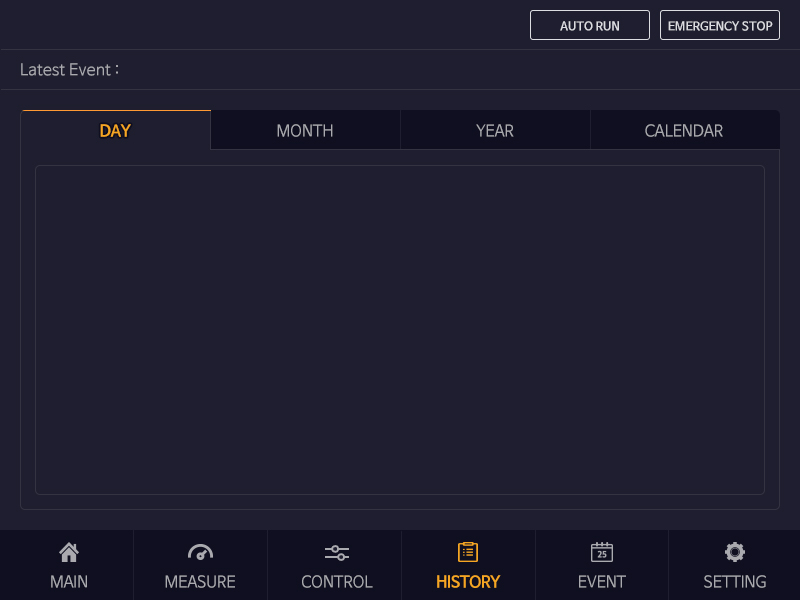 AUTO RUN
EMERGENCY STOP
Latest Event :
DAY
MONTH
YEAR
CALENDAR
25
MAIN
MEASURE
CONTROL
HISTORY
EVENT
SETTING